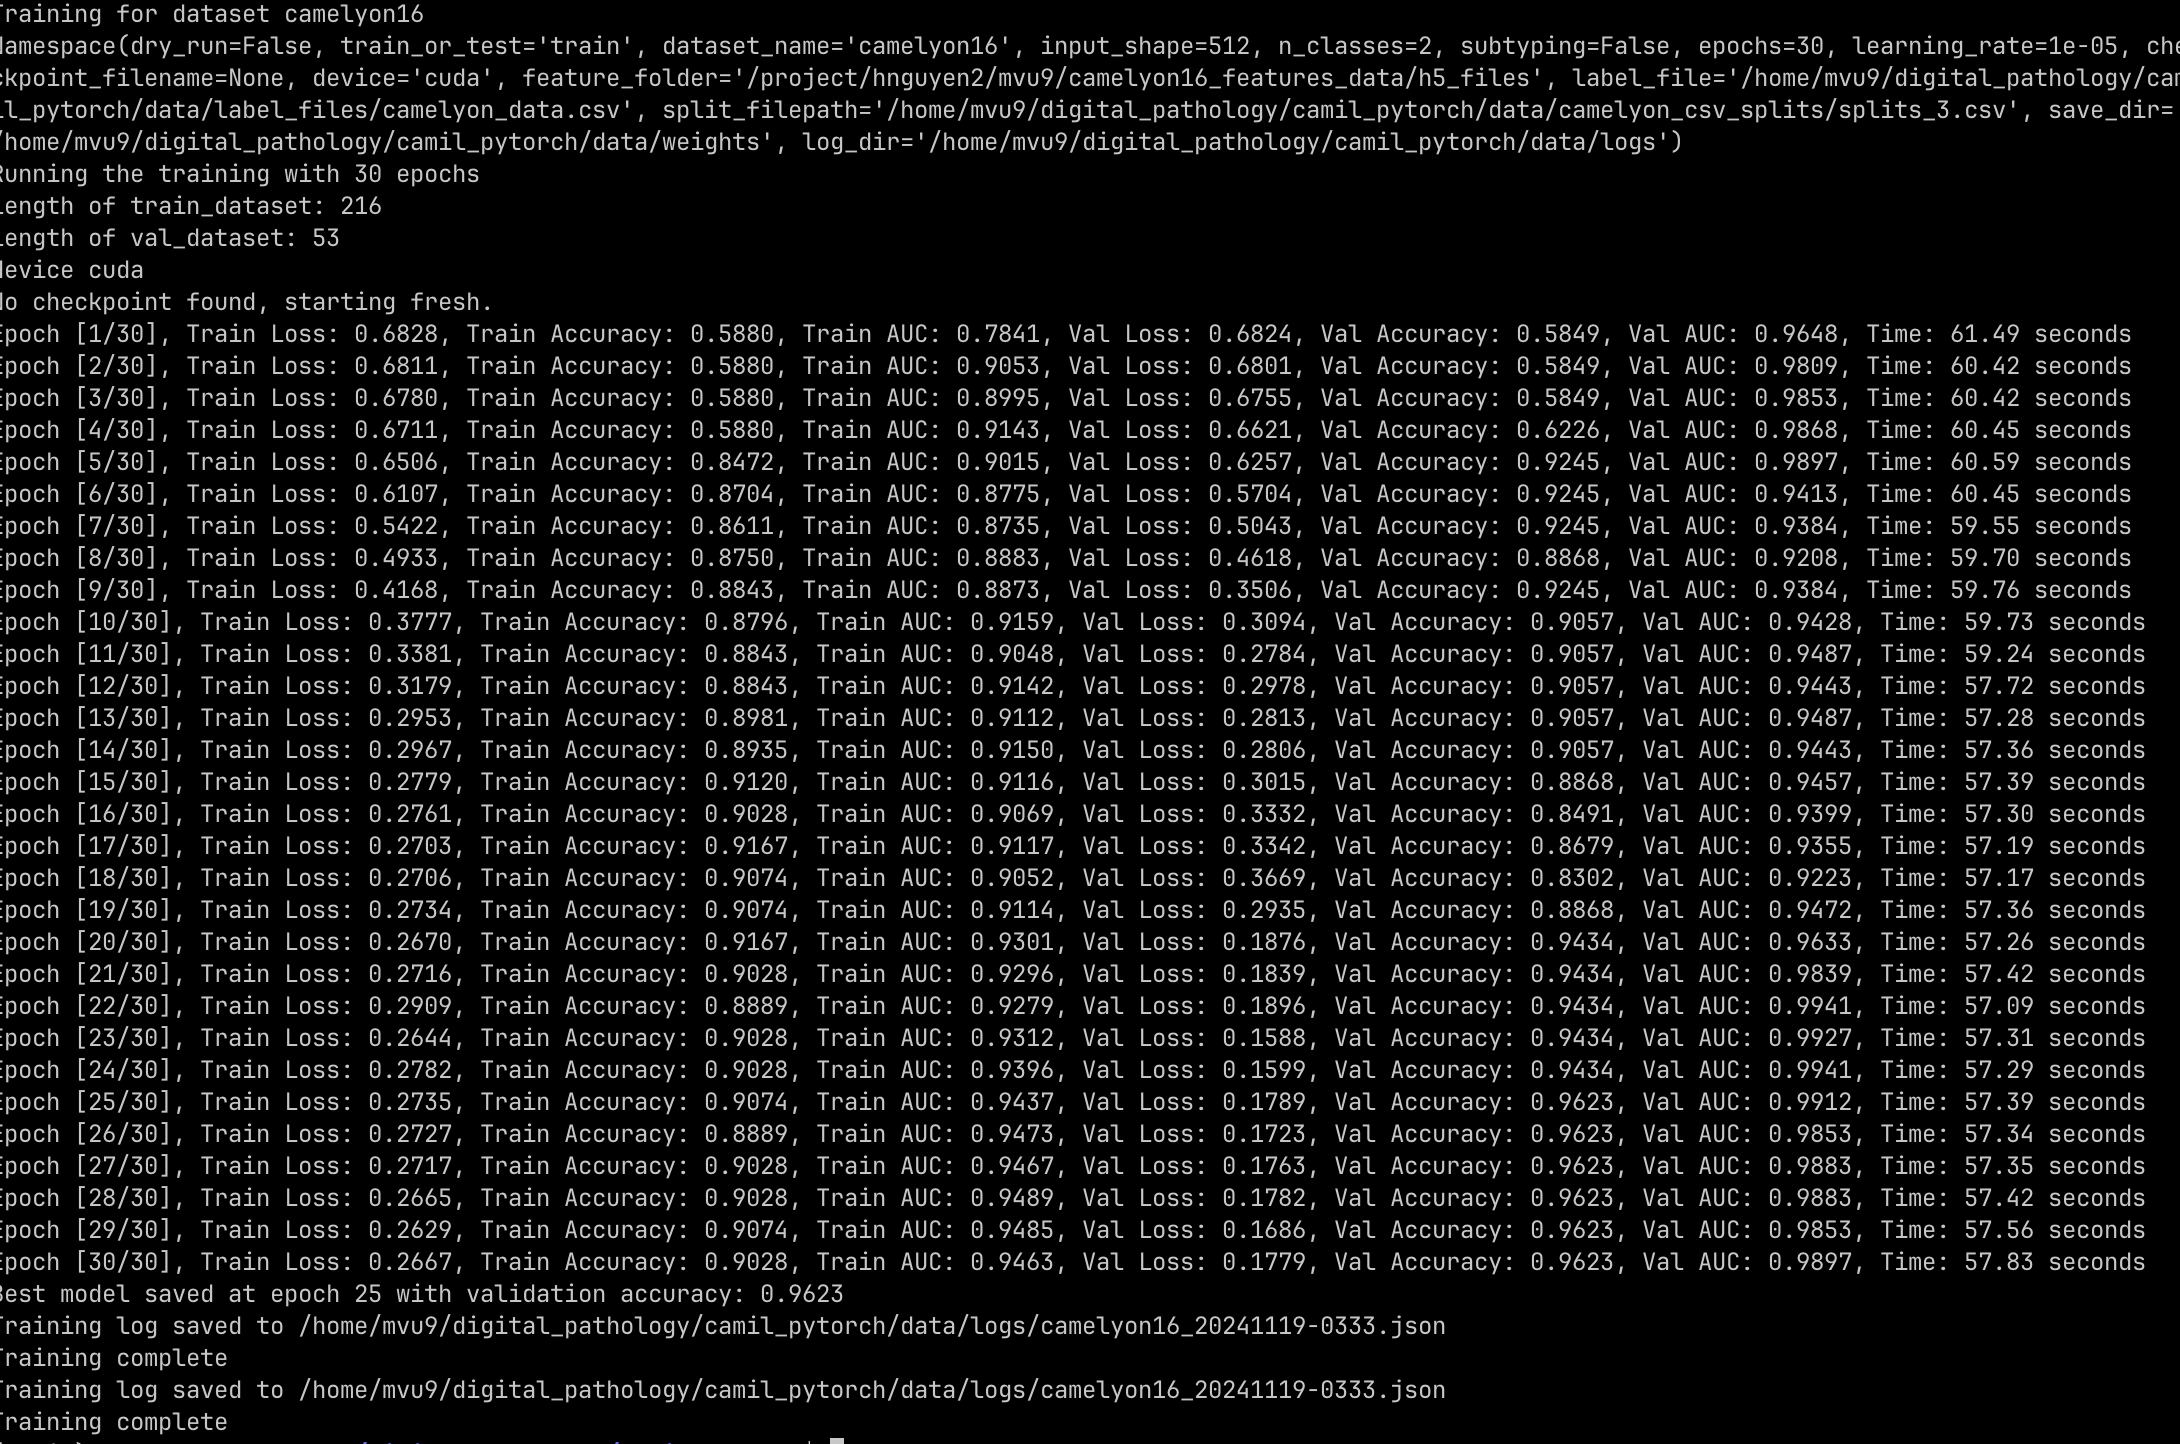 Training for dataset camelyon16
Namespace(dry_run=False, train_or_test='train', dataset_name='camelyon16', input_shape=512, n_classes=2, subtyping=False, epochs=30, learning_rate=1e-05, che
ckpoint_filename=None, device='cuda', feature_folder='/project/hnguyen2/mvu9/camelyon16_features_data/h5_files', label_file='/home/mvu9/digital_pathology/cam
il_pytorch/data/label_files/camelyon_data.csv', split_filepath='/home/mvu9/digital_pathology/camil_pytorch/data/camelyon_csv_splits/splits_3.csv', save_dir='
/home/mvu9/digital_pathology/camil_pytorch/data/weights', log_dir='/home/mvu9/digital_pathology/camil_pytorch/data/logs')
Running the training with 30 epochs
Length of train_dataset: 216
Length of val_dataset: 53
device cuda
No checkpoint found, starting fresh.
Epoch [1/30], Train Loss: 0.6828, Train Accuracy: 0.5880, Train AUC: 0.7841, Val Loss: 0.6824, Val Accuracy: 0.5849, Val AUC: 0.9648, Time: 61.49 seconds
Epoch [2/30], Train Loss: 0.6811, Train Accuracy: 0.5880, Train AUC: 0.9053, Val Loss: 0.6801, Val Accuracy: 0.5849, Val AUC: 0.9809, Time: 60.42 seconds
Epoch [3/30], Train Loss: 0.6780, Train Accuracy: 0.5880, Train AUC: 0.8995, Val Loss: 0.6755, Val Accuracy: 0.5849, Val AUC: 0.9853, Time: 60.42 seconds
Epoch [4/30], Train Loss: 0.6711, Train Accuracy: 0.5880, Train AUC: 0.9143, Val Loss: 0.6621, Val Accuracy: 0.6226, Val AUC: 0.9868, Time: 60.45 seconds
Epoch [5/30], Train Loss: 0.6506, Train Accuracy: 0.8472, Train AUC: 0.9015, Val Loss: 0.6257, Val Accuracy: 0.9245, Val AUC: 0.9897, Time: 60.59 seconds
Epoch [6/30], Train Loss: 0.6107, Train Accuracy: 0.8704, Train AUC: 0.8775, Val Loss: 0.5704, Val Accuracy: 0.9245, Val AUC: 0.9413, Time: 60.45 seconds
Epoch [7/30], Train Loss: 0.5422, Train Accuracy: 0.8611, Train AUC: 0.8735, Val Loss: 0.5043, Val Accuracy: 0.9245, Val AUC: 0.9384, Time: 59.55 seconds
Epoch [8/30], Train Loss: 0.4933, Train Accuracy: 0.8750, Train AUC: 0.8883, Val Loss: 0.4618, Val Accuracy: 0.8868, Val AUC: 0.9208, Time: 59.70 seconds
Epoch [9/30], Train Loss: 0.4168, Train Accuracy: 0.8843, Train AUC: 0.8873, Val Loss: 0.3506, Val Accuracy: 0.9245, Val AUC: 0.9384, Time: 59.76 seconds
Epoch [10/30], Train Loss: 0.3777, Train Accuracy: 0.8796, Train AUC: 0.9159, Val Loss: 0.3094, Val Accuracy: 0.9057, Val AUC: 0.9428, Time: 59.73 seconds
Epoch [11/30], Train Loss: 0.3381, Train Accuracy: 0.8843, Train AUC: 0.9048, Val Loss: 0.2784, Val Accuracy: 0.9057, Val AUC: 0.9487, Time: 59.24 seconds
Epoch [12/30], Train Loss: 0.3179, Train Accuracy: 0.8843, Train AUC: 0.9142, Val Loss: 0.2978, Val Accuracy: 0.9057, Val AUC: 0.9443, Time: 57.72 seconds
Epoch [13/30], Train Loss: 0.2953, Train Accuracy: 0.8981, Train AUC: 0.9112, Val Loss: 0.2813, Val Accuracy: 0.9057, Val AUC: 0.9487, Time: 57.28 seconds
Epoch [14/30], Train Loss: 0.2967, Train Accuracy: 0.8935, Train AUC: 0.9150, Val Loss: 0.2806, Val Accuracy: 0.9057, Val AUC: 0.9443, Time: 57.36 seconds
Epoch [15/30], Train Loss: 0.2779, Train Accuracy: 0.9120, Train AUC: 0.9116, Val Loss: 0.3015, Val Accuracy: 0.8868, Val AUC: 0.9457, Time: 57.39 seconds
Epoch [16/30], Train Loss: 0.2761, Train Accuracy: 0.9028, Train AUC: 0.9069, Val Loss: 0.3332, Val Accuracy: 0.8491, Val AUC: 0.9399, Time: 57.30 seconds
Epoch [17/30], Train Loss: 0.2703, Train Accuracy: 0.9167, Train AUC: 0.9117, Val Loss: 0.3342, Val Accuracy: 0.8679, Val AUC: 0.9355, Time: 57.19 seconds
Epoch [18/30], Train Loss: 0.2706, Train Accuracy: 0.9074, Train AUC: 0.9052, Val Loss: 0.3669, Val Accuracy: 0.8302, Val AUC: 0.9223, Time: 57.17 seconds
Epoch [19/30], Train Loss: 0.2734, Train Accuracy: 0.9074, Train AUC: 0.9114, Val Loss: 0.2935, Val Accuracy: 0.8868, Val AUC: 0.9472, Time: 57.36 seconds
Epoch [20/30], Train Loss: 0.2670, Train Accuracy: 0.9167, Train AUC: 0.9301, Val Loss: 0.1876, Val Accuracy: 0.9434, Val AUC: 0.9633, Time: 57.26 seconds
Epoch [21/30], Train Loss: 0.2716, Train Accuracy: 0.9028, Train AUC: 0.9296, Val Loss: 0.1839, Val Accuracy: 0.9434, Val AUC: 0.9839, Time: 57.42 seconds
Epoch [22/30], Train Loss: 0.2909, Train Accuracy: 0.8889, Train AUC: 0.9279, Val Loss: 0.1896, Val Accuracy: 0.9434, Val AUC: 0.9941, Time: 57.09 seconds
Epoch [23/30], Train Loss: 0.2644, Train Accuracy: 0.9028, Train AUC: 0.9312, Val Loss: 0.1588, Val Accuracy: 0.9434, Val AUC: 0.9927, Time: 57.31 seconds
Epoch [24/30], Train Loss: 0.2782, Train Accuracy: 0.9028, Train AUC: 0.9396, Val Loss: 0.1599, Val Accuracy: 0.9434, Val AUC: 0.9941, Time: 57.29 seconds
Epoch [25/30], Train Loss: 0.2735, Train Accuracy: 0.9074, Train AUC: 0.9437, Val Loss: 0.1789, Val Accuracy: 0.9623, Val AUC: 0.9912, Time: 57.39 seconds
Epoch [26/30], Train Loss: 0.2727, Train Accuracy: 0.8889, Train AUC: 0.9473, Val Loss: 0.1723, Val Accuracy: 0.9623, Val AUC: 0.9853, Time: 57.34 seconds
Epoch [27/30], Train Loss: 0.2717, Train Accuracy: 0.9028, Train AUC: 0.9467, Val Loss: 0.1763, Val Accuracy: 0.9623, Val AUC: 0.9883, Time: 57.35 seconds
Epoch [28/30], Train Loss: 0.2665, Train Accuracy: 0.9028, Train AUC: 0.9489, Val Loss: 0.1782, Val Accuracy: 0.9623, Val AUC: 0.9883, Time: 57.42 seconds
Epoch [29/30], Train Loss: 0.2629, Train Accuracy: 0.9074, Train AUC: 0.9485, Val Loss: 0.1686, Val Accuracy: 0.9623, Val AUC: 0.9853, Time: 57.56 seconds
Epoch [30/30], Train Loss: 0.2667, Train Accuracy: 0.9028, Train AUC: 0.9463, Val Loss: 0.1779, Val Accuracy: 0.9623, Val AUC: 0.9897, Time: 57.83 seconds
Best model saved at epoch 25 with validation accuracy: 0.9623
Training log saved to /home/mvu9/digital_pathology/camil_pytorch/data/logs/camelyon16_20241119-0333.json
Training complete
Training log saved to /home/mvu9/digital_pathology/camil_pytorch/data/logs/camelyon16_20241119-0333.json
Training complete